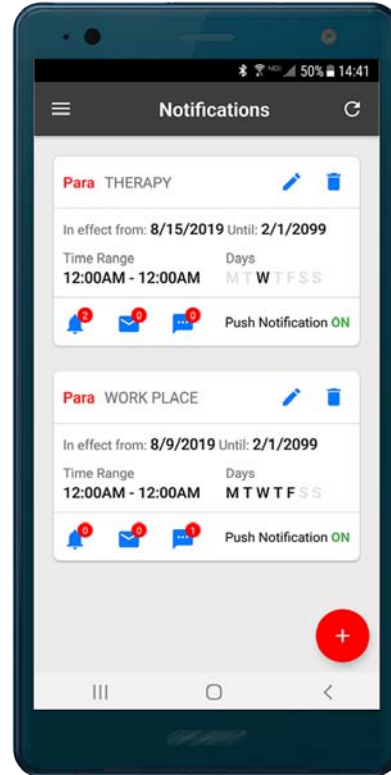 50% 14:41
Notifications
Para THERAPY
In effect from: 8/15/2019 Until: 2/1/2099
Time Range Days
12:00AM - 12:00AM M T W T F S S
2 0 0 Push Notification ON
Para WORK PLACE
In effect from: 8/9/2019 Until: 2/1/2099
Time Range Days
12:00AM - 12:00AM M T W T F S S
0 0 1 Push Notification ON
+